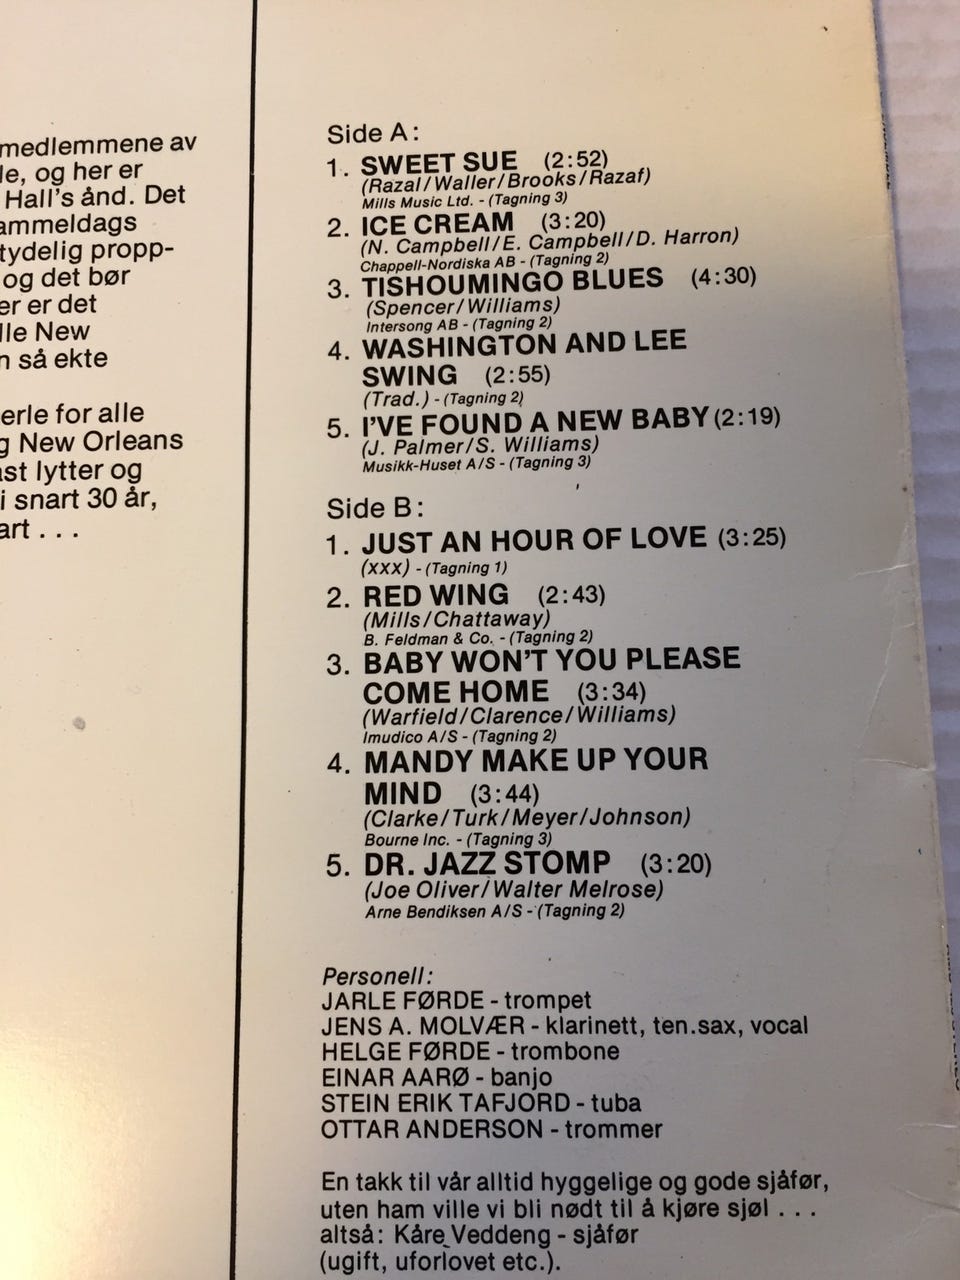 medlemmene av
le, og her er
Hall's ånd. Det
ammeldags
tydelig propp-
og det bør
er er det
lle New
n så ekte
erle for alle
g New Orleans
ast lytter og
i snart 30 år,
art . . .
Side A:
1. SWEET SUE (2:52)
(Razal/Waller/Brooks/Razaf)
Mills Music Ltd. - (Tagning 3)
2. ICE CREAM (3:20)
(N. Campbell/E. Campbell/D. Harron)
Chappell-Nordiska AB - (Tagning 2)
3. TISHOUMINGO BLUES (4:30)
(Spencer/Williams)
Intersong AB - (Tagning 2)
4. WASHINGTON AND LEE
SWING (2:55)
(Trad.) - (Tagning 2)
5. I'VE FOUND A NEW BABY (2:19)
(J. Palmer/S. Williams)
Musikk-Huset A/S - (Tagning 3)
Side B:
1. JUST AN HOUR OF LOVE (3:25)
(xxx) - (Tagning 1)
2. RED WING (2:43)
(Mills/Chattaway)
B. Feldman & Co. - (Tagning 2)
3. BABY WON'T YOU PLEASE
COME HOME (3:34)
(Warfield/Clarence/Williams)
Imudico A/S - (Tagning 2)
4. MANDY MAKE UP YOUR
MIND (3:44)
(Clarke/Turk/Meyer/Johnson)
Bourne Inc. - (Tagning 3)
5. DR. JAZZ STOMP (3:20)
(Joe Oliver/Walter Melrose)
Arne Bendiksen A/S - (Tagning 2)
Personell:
JARLE FØRDE - trompet
JENS A. MOLVÆR - klarinett, ten.sax, vocal
HELGE FØRDE - trombone
EINAR AARØ - banjo
STEIN ERIK TAFJORD - tuba
OTTAR ANDERSON - trommer
En takk til vår alltid hyggelige og gode sjåfør,
uten ham ville vi bli nødt til å kjøre sjøl . . .
altså: Kåre Veddeng - sjåfør
(ugift, uforlovet etc.).